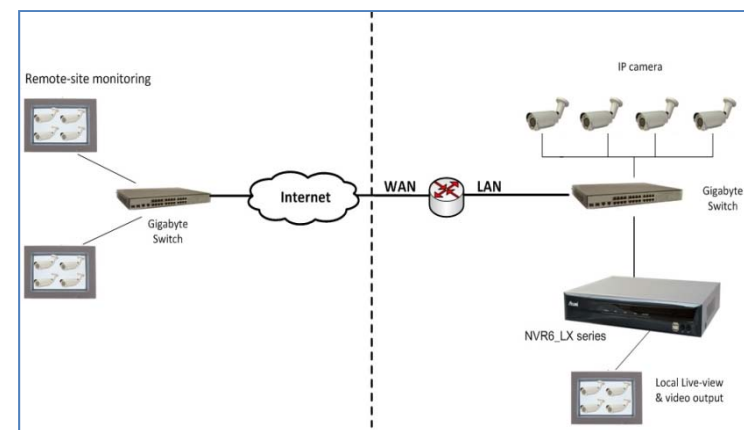 Remote-site monitoring
IP camera
WAN
LAN
Internet
Gigabyte
Switch
Gigabyte
Switch
NVR6_LX series
Local Live-view
& video output